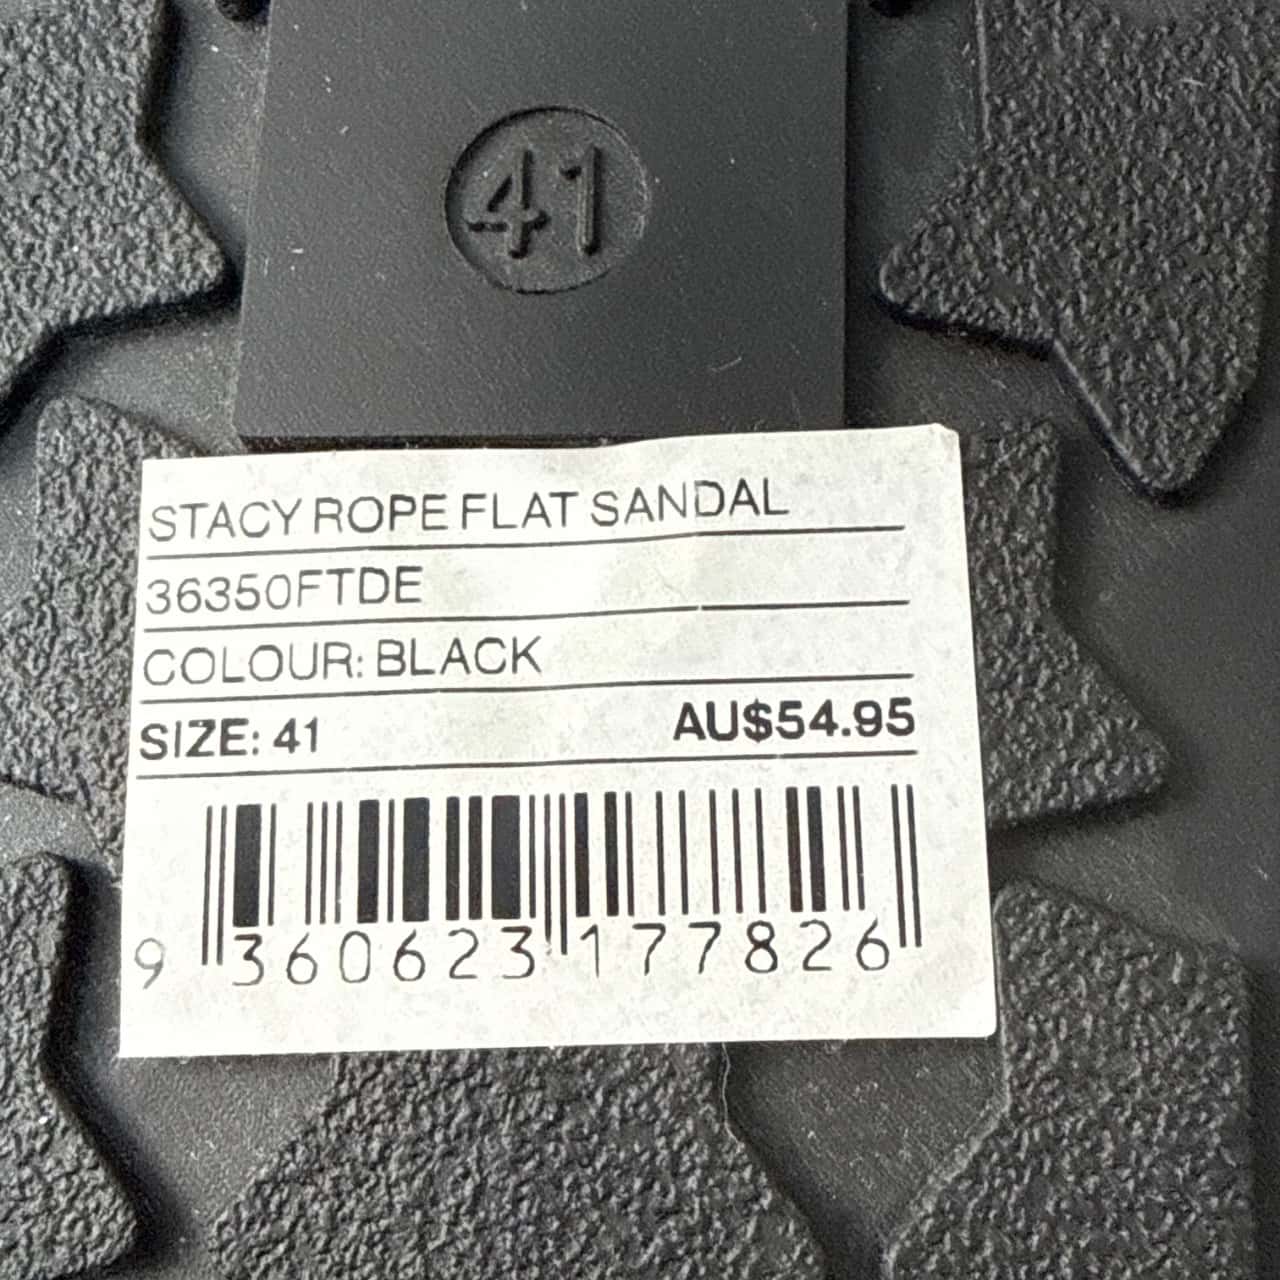 41
STACY ROPE FLAT SANDAL
36350FTDE
COLOUR: BLACK
SIZE: 41 AU$54.95
9 360623 177826